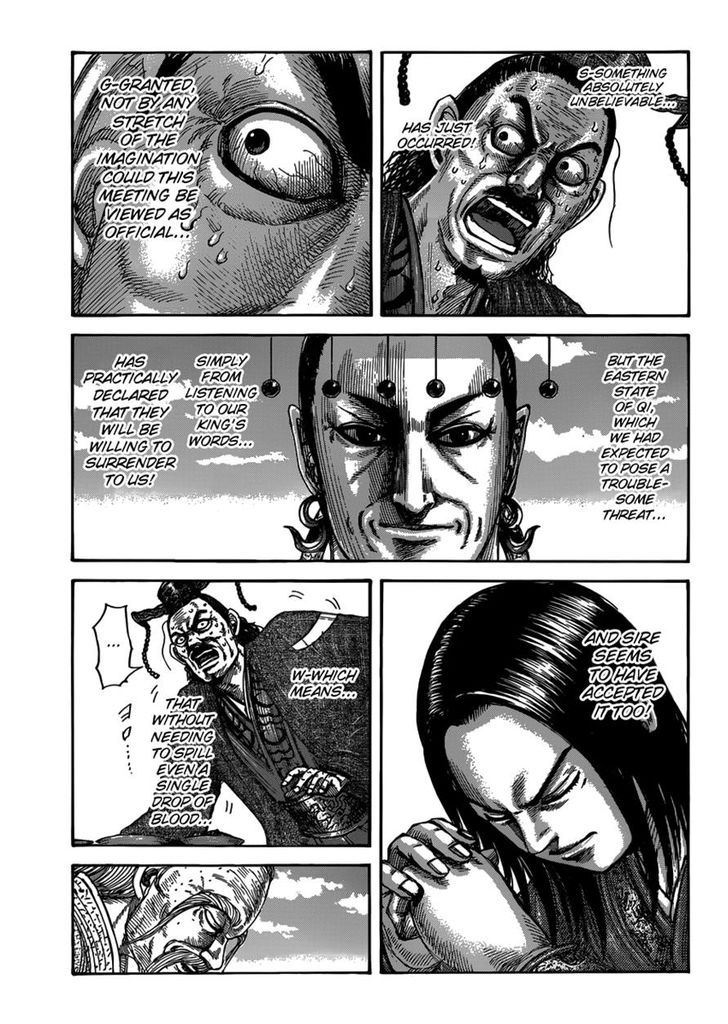 S-SOMETHING
ABSOLUTELY
UNBELIEVABLE...
HAS JUST
OCCURRED!
G-GRANTED,
NOT BY ANY
STRETCH
OF THE
IMAGINATION
COULD THIS
MEETING BE
VIEWED AS
OFFICIAL...
BUT THE
EASTERN
STATE
OF QI,
WHICH
WE HAD
EXPECTED
TO POSE A
TROUBLE-
SOME
THREAT...
SIMPLY
FROM
LISTENING
TO OUR
KING'S
WORDS...
HAS
PRACTICALLY
DECLARED
THAT THEY
WILL BE
WILLING TO
SURRENDER
TO US!
AND SIRE
SEEMS
TO HAVE
ACCEPTED
IT TOO!
W-WHICH
MEANS...
THAT
WITHOUT
NEEDING
TO SPILL
EVEN A
SINGLE
DROP OF
BLOOD...
...